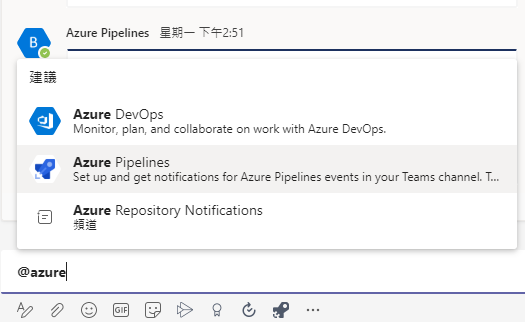 B
Azure Pipelines 星期一 下午2:51
建議
Azure DevOps
Monitor, plan, and collaborate on work with Azure DevOps.
Azure Pipelines
Set up and get notifications for Azure Pipelines events in your Teams channel. T...
Azure Repository Notifications
頻道
@azure
GIF